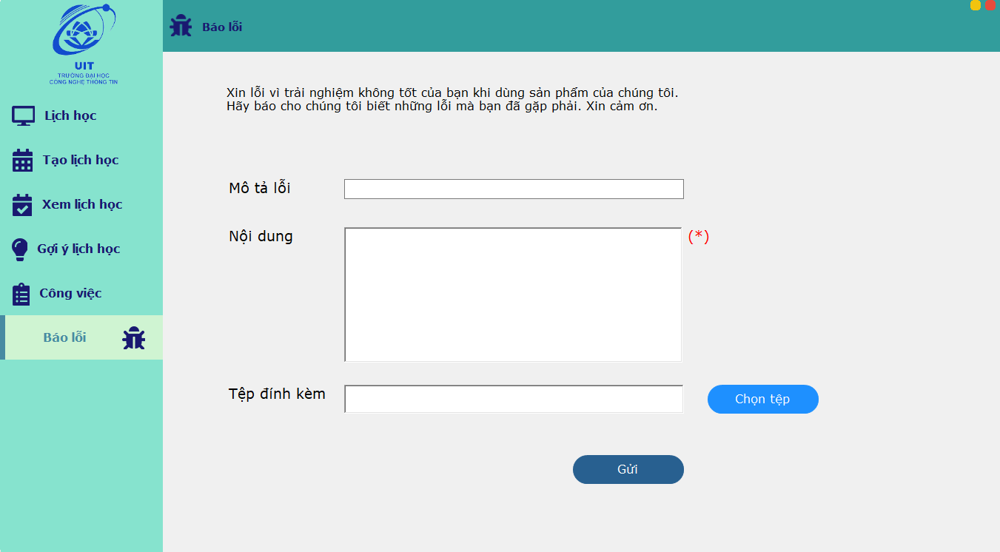 UIT
TRƯỜNG ĐẠI HỌC
CÔNG NGHỆ THÔNG TIN
Lịch học
Tạo lịch học
Xem lịch học
Gợi ý lịch học
Công việc
Báo lỗi
Báo lỗi
Xin lỗi vì trải nghiệm không tốt của bạn khi dùng sản phẩm của chúng tôi.
Hãy báo cho chúng tôi biết những lỗi mà bạn đã gặp phải. Xin cảm ơn.
Mô tả lỗi
Nội dung (*)
Tệp đính kèm Chọn tệp
Gửi